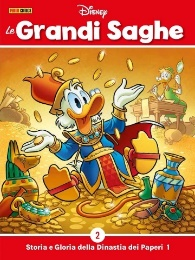 PANINI COMICS
Disney
Le
Grandi Saghe
2
Storia e Gloria della Dinastia dei Paperi 1